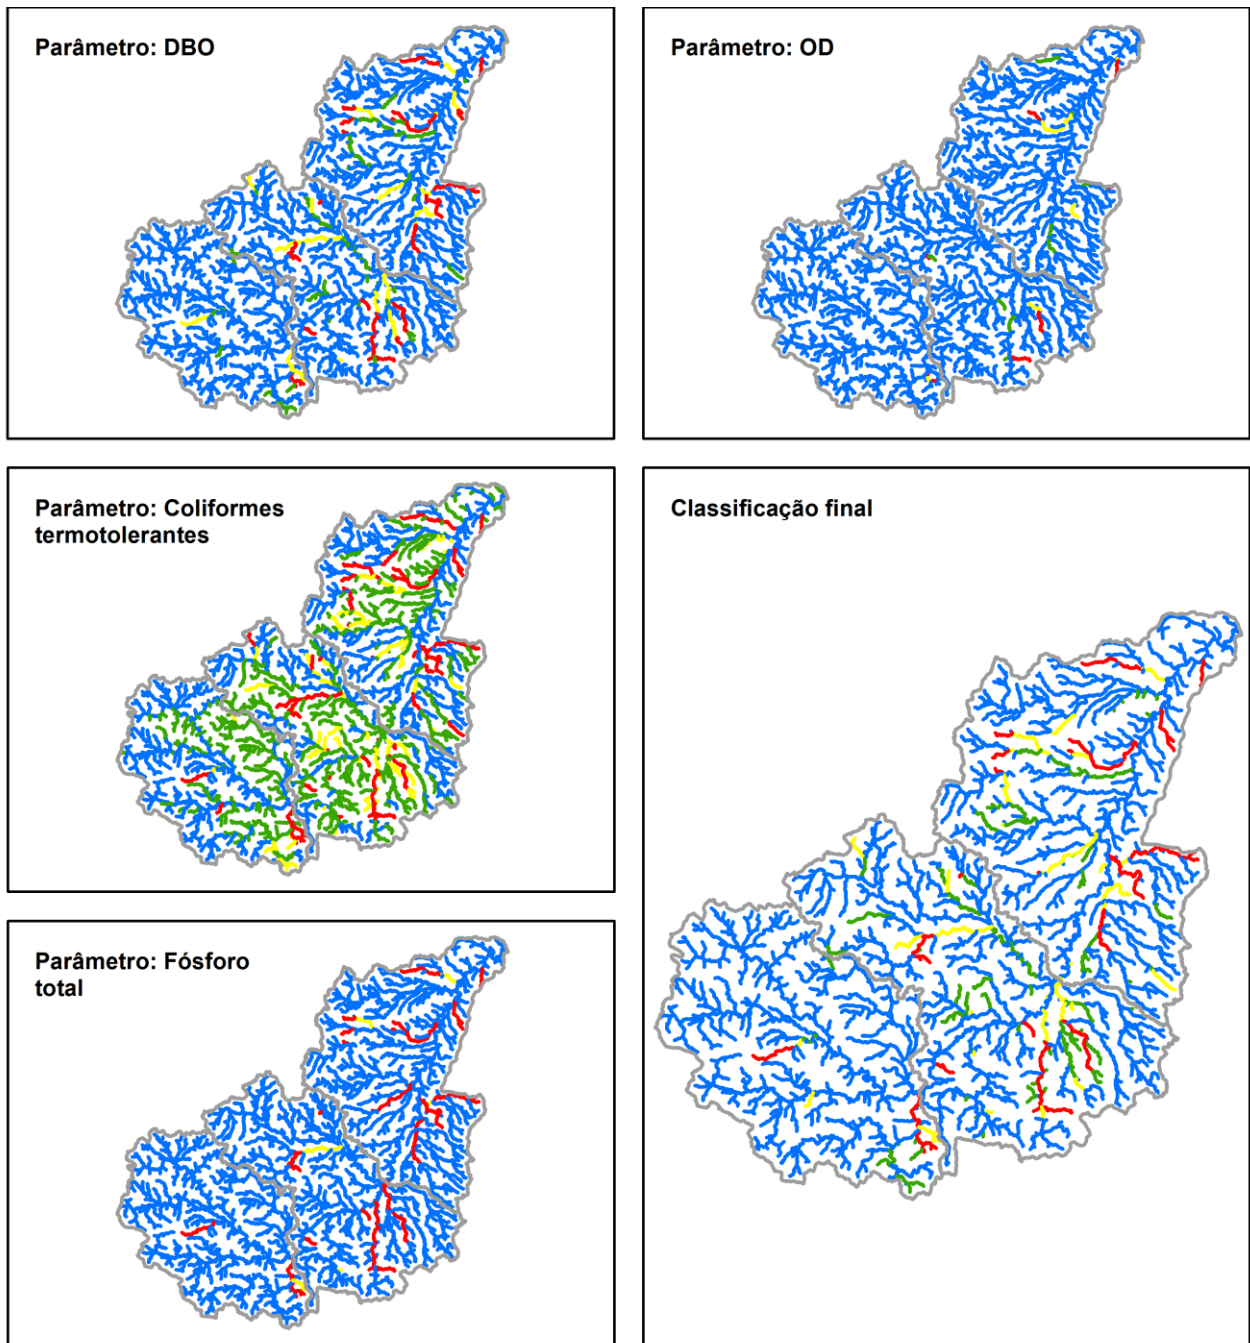 Parâmetro: DBO
Parâmetro: OD
Parâmetro: Coliformes
termotolerantes
Classificação final
Parâmetro: Fósforo
total